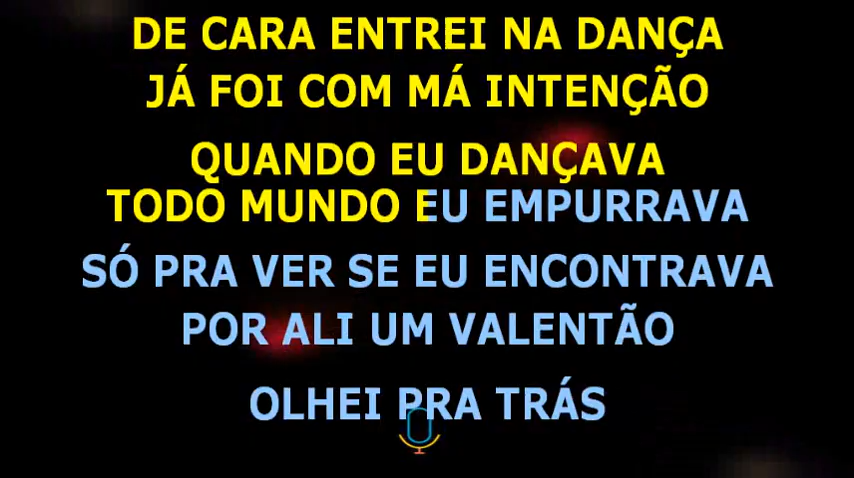 DE CARA ENTREI NA DANÇA
JÁ FOI COM MÁ INTENÇÃO
QUANDO EU DANÇAVA
TODO MUNDO EU EMPURRAVA
SÓ PRA VER SE EU ENCONTRAVA
POR ALI UM VALENTÃO
OLHEI PRA TRÁS